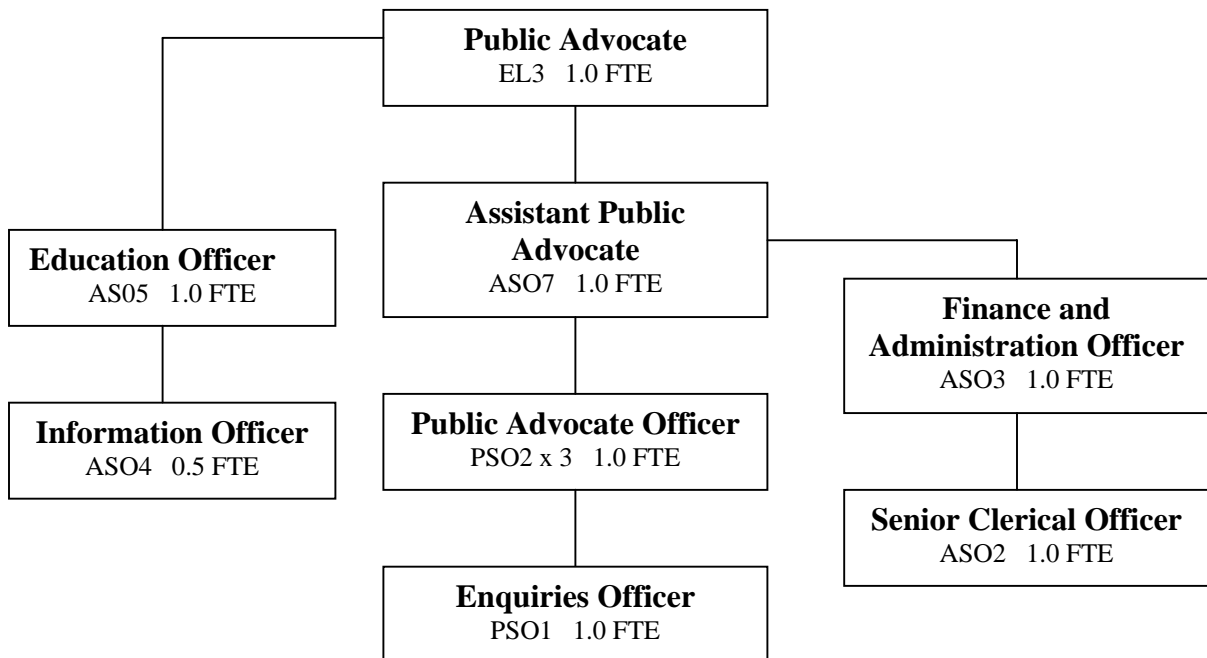 Public Advocate
EL3 1.0 FTE
Assistant Public
Advocate
ASO7 1.0 FTE
Education Officer
AS05 1.0 FTE
Finance and
Administration Officer
ASO3 1.0 FTE
Information Officer
ASO4 0.5 FTE
Public Advocate Officer
PSO2 x 3 1.0 FTE
Senior Clerical Officer
ASO2 1.0 FTE
Enquiries Officer
PSO1 1.0 FTE